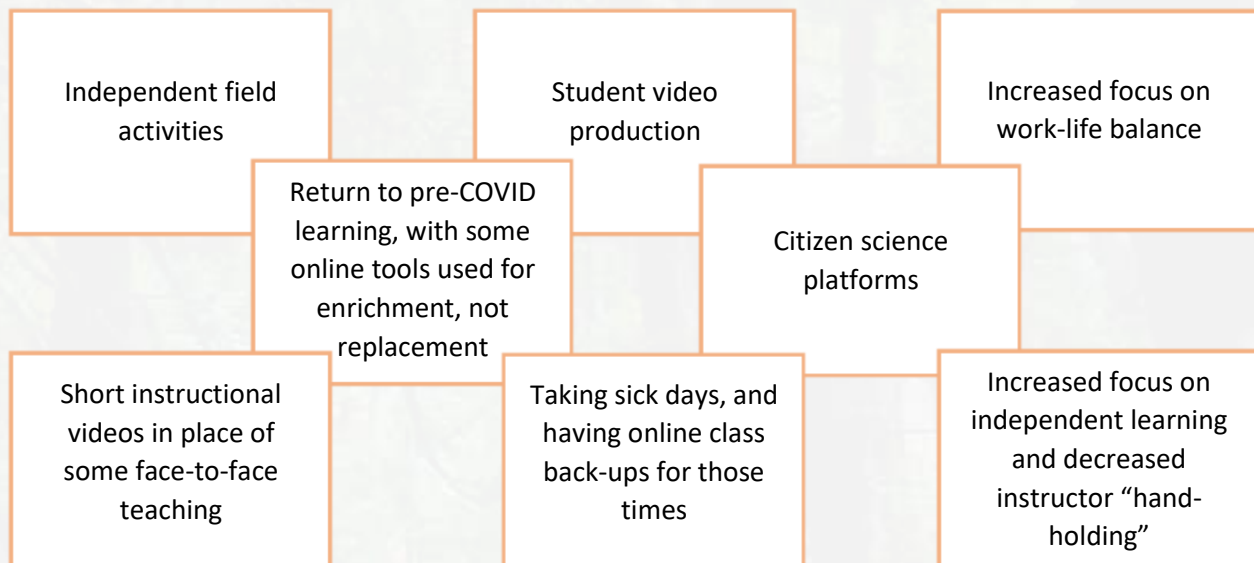 Independent field
activities
Student video
production
Increased focus on
work-life balance
Return to pre-COVID
learning, with some
online tools used for
enrichment, not
replacement
Citizen science
platforms
Short instructional
videos in place of
some face-to-face
teaching
Taking sick days, and
having online class
back-ups for those
times
Increased focus on
independent learning
and decreased
instructor “hand-
holding”